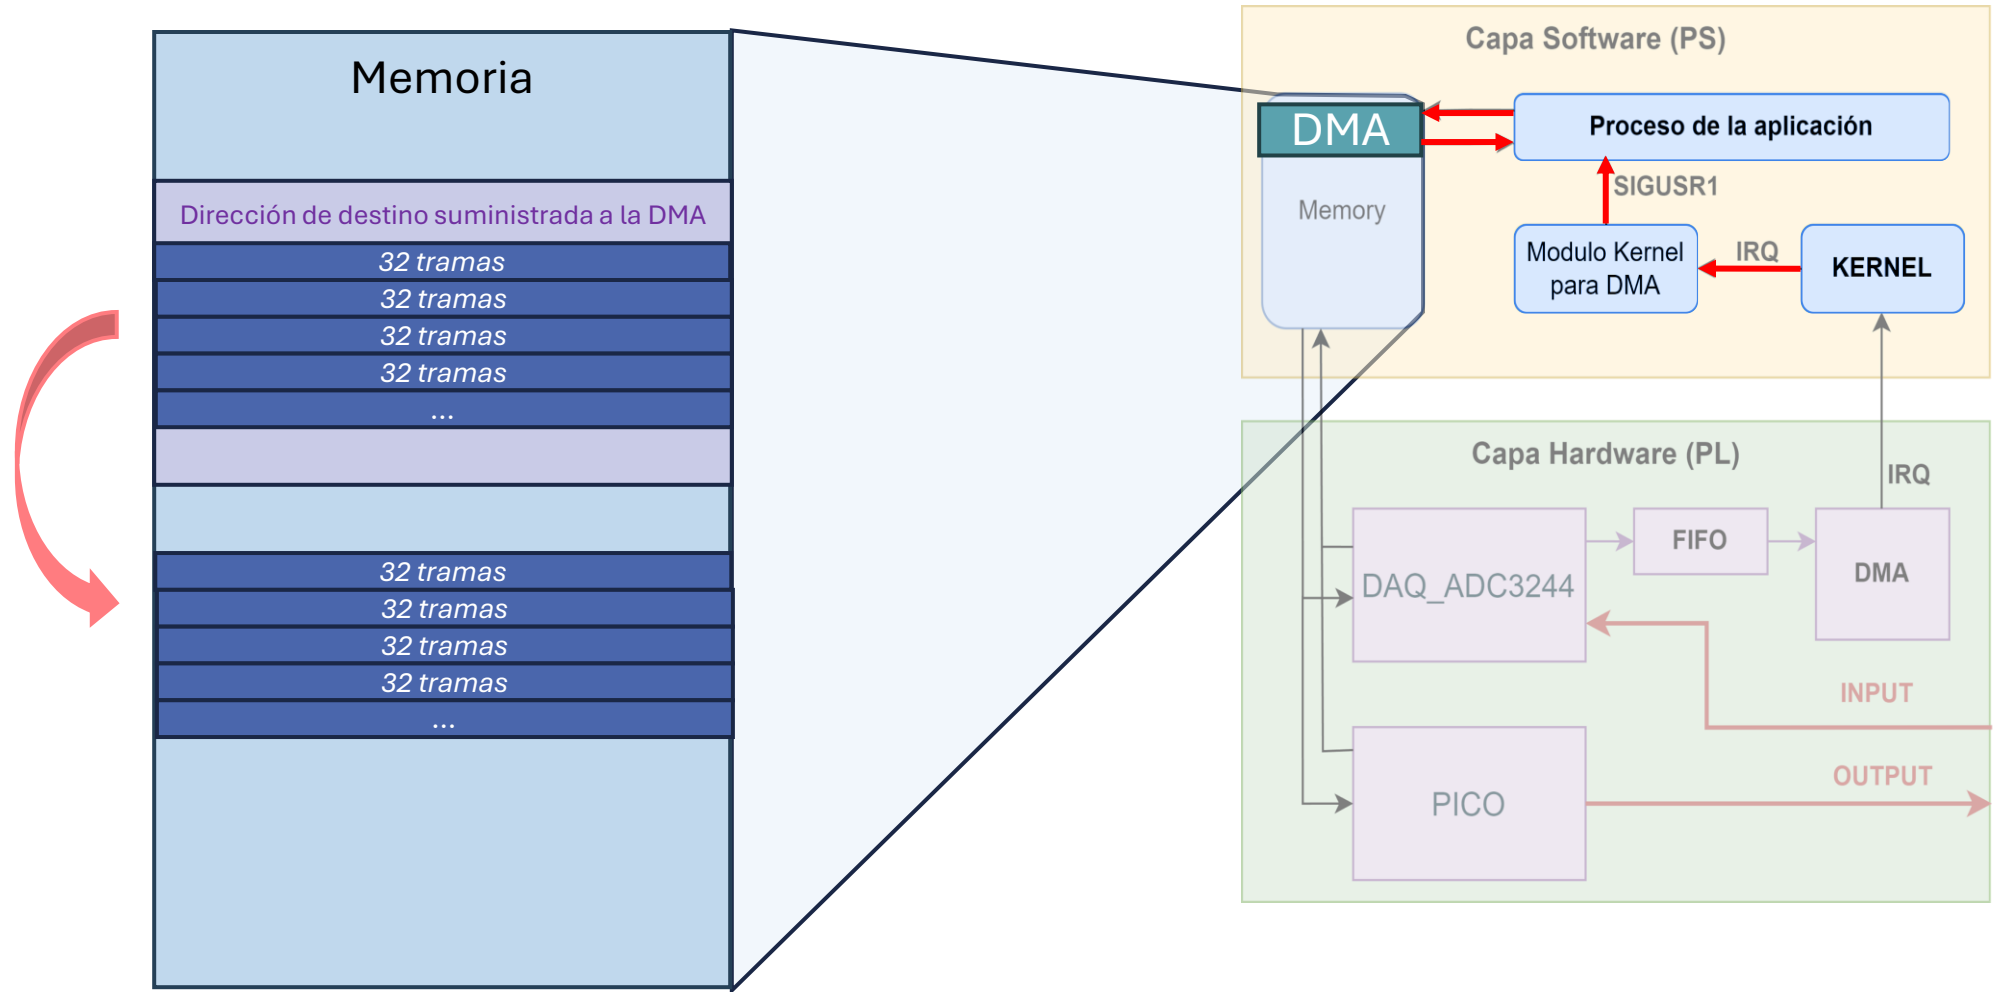 Memoria
Dirección de destino suministrada a la DMA
32 tramas
32 tramas
32 tramas
32 tramas
...
32 tramas
32 tramas
32 tramas
32 tramas
...
Capa Software (PS)
DMA
Memory
Proceso de la aplicación
SIGUSR1
Modulo Kernel
para DMA
IRQ
KERNEL
Capa Hardware (PL)
IRQ
DAQ_ADC3244
FIFO
DMA
INPUT
OUTPUT
PICO